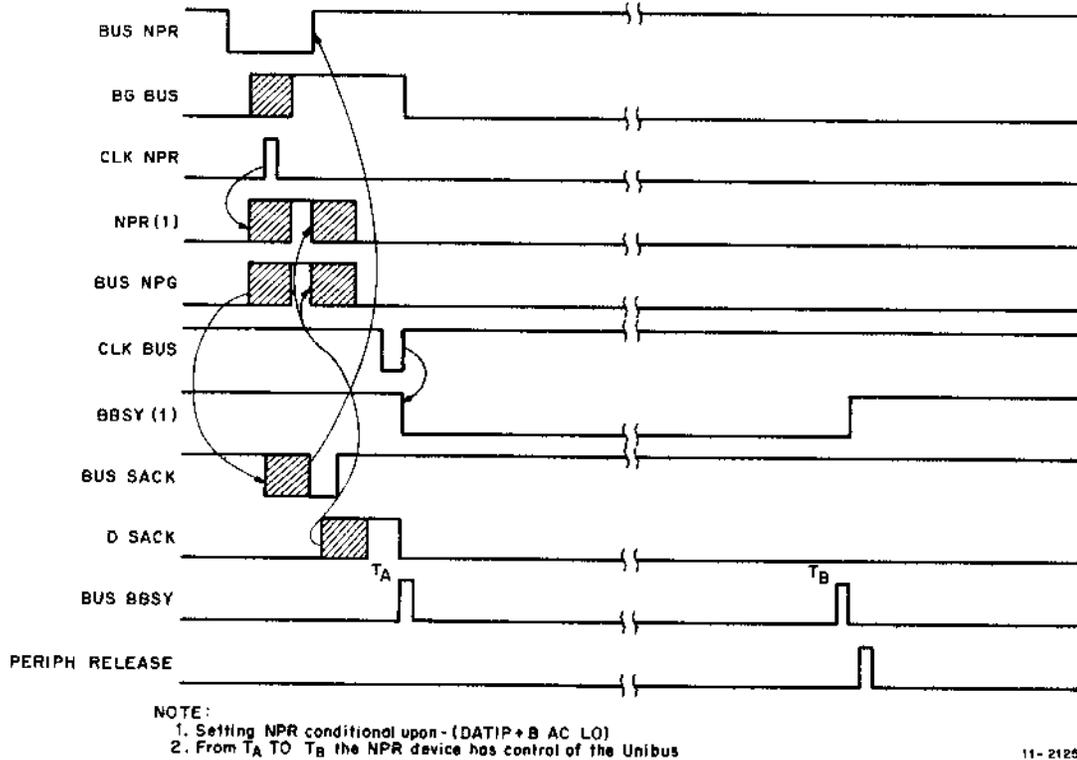 BUS NPR
BG BUS
CLK NPR
NPR (1)
BUS NPG
CLK BUS
BBSY (1)
BUS SACK
D SACK
TA
TB
BUS BBSY
PERIPH RELEASE
NOTE:
1. Setting NPR conditional upon-(DATIP+B AC LO)
2. From TA TO TB the NPR device has control of the Unibus
11-2125